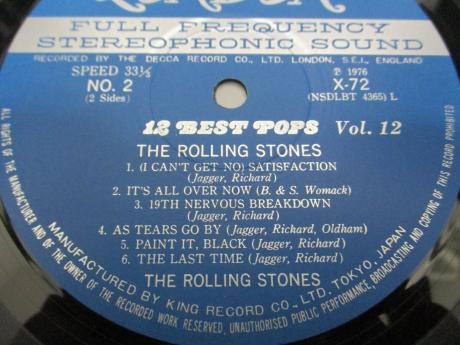 FULL FREQUENCY
STEREOPHONIC SOUND
RECORDED BY THE DECCA RECORD CO., LTD. LONDON, S.E.I., ENGLAND
SPEED 33⅓
NO. 2
(2 Sides)
℗ 1976
X-72
(NSDLBT 4365) L
12 BEST POPS Vol. 12
THE ROLLING STONES
1. (I CAN'T GET NO) SATISFACTION
(Jagger, Richard)
2. IT'S ALL OVER NOW (B. & S. Womack)
3. 19TH NERVOUS BREAKDOWN
(Jagger, Richard)
4. AS TEARS GO BY (Jagger, Richard, Oldham)
5. PAINT IT, BLACK (Jagger, Richard)
6. THE LAST TIME (Jagger, Richard)
THE ROLLING STONES
MANUFACTURED BY KING RECORD CO., LTD., TOKYO, JAPAN
ALL RIGHTS OF THE MANUFACTURER AND OF THE OWNER OF THE RECORDED WORK RESERVED. UNAUTHORISED PUBLIC PERFORMANCE, BROADCASTING AND COPYING OF THIS RECORD PROHIBITED